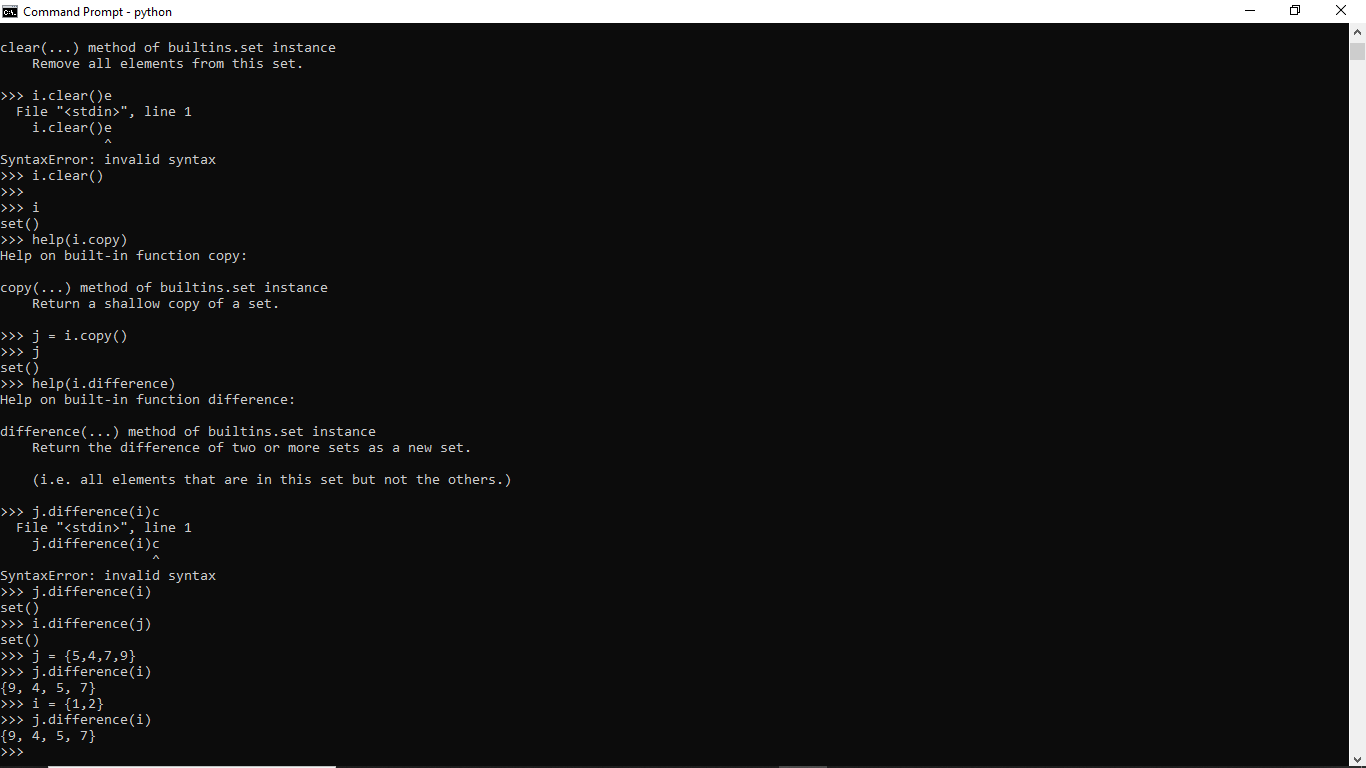 Command Prompt - python
clear(...) method of builtins.set instance
    Remove all elements from this set.
>>> i.clear()e
  File "<stdin>", line 1
    i.clear()e
             ^
SyntaxError: invalid syntax
>>> i.clear()
>>>
>>> i
set()
>>> help(i.copy)
Help on built-in function copy:
copy(...) method of builtins.set instance
    Return a shallow copy of a set.
>>> j = i.copy()
>>> j
set()
>>> help(i.difference)
Help on built-in function difference:
difference(...) method of builtins.set instance
    Return the difference of two or more sets as a new set.
    (i.e. all elements that are in this set but not the others.)
>>> j.difference(i)c
  File "<stdin>", line 1
    j.difference(i)c
                   ^
SyntaxError: invalid syntax
>>> j.difference(i)
set()
>>> i.difference(j)
set()
>>> j = {5,4,7,9}
>>> j.difference(i)
{9, 4, 5, 7}
>>> i = {1,2}
>>> j.difference(i)
{9, 4, 5, 7}
>>>